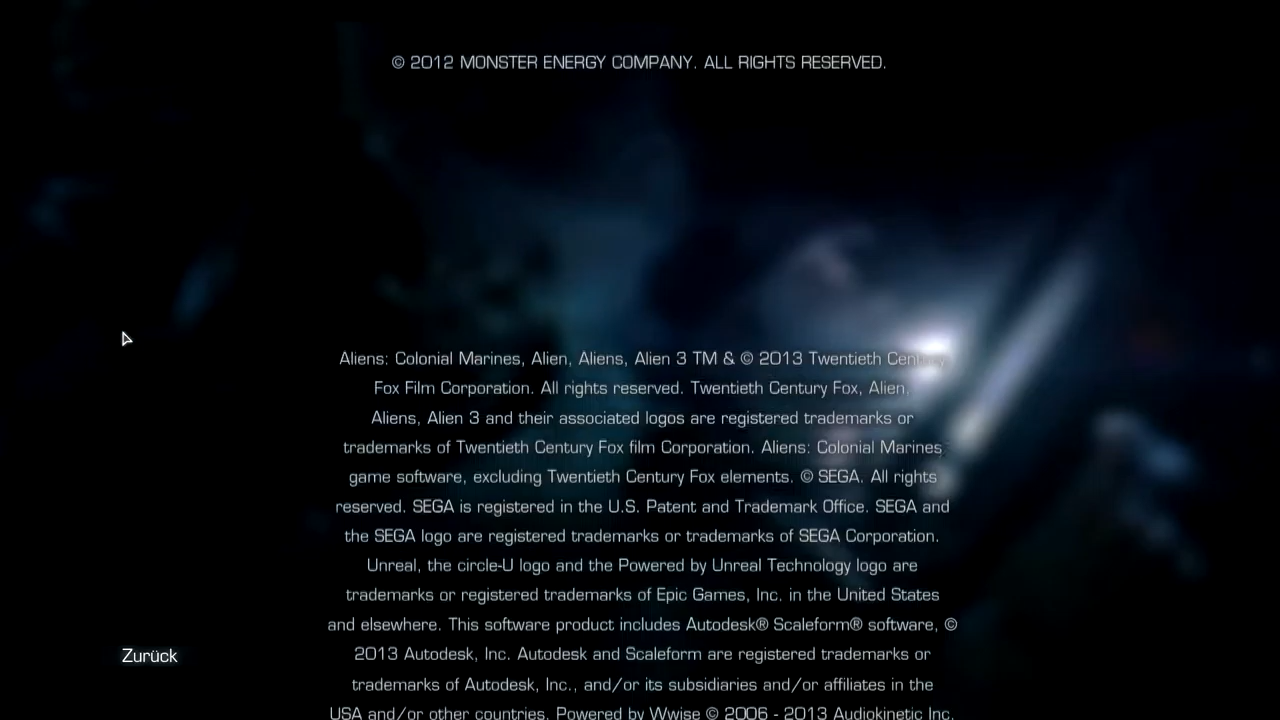 © 2012 MONSTER ENERGY COMPANY. ALL RIGHTS RESERVED.
Aliens: Colonial Marines, Alien, Aliens, Alien 3 TM & © 2013 Twentieth Century
Fox Film Corporation. All rights reserved. Twentieth Century Fox, Alien,
Aliens, Alien 3 and their associated logos are registered trademarks or
trademarks of Twentieth Century Fox film Corporation. Aliens: Colonial Marines
game software, excluding Twentieth Century Fox elements. © SEGA. All rights
reserved. SEGA is registered in the U.S. Patent and Trademark Office. SEGA and
the SEGA logo are registered trademarks or trademarks of SEGA Corporation.
Unreal, the circle-U logo and the Powered by Unreal Technology logo are
trademarks or registered trademarks of Epic Games, Inc. in the United States
and elsewhere. This software product includes Autodesk® Scaleform® software, ©
2013 Autodesk, Inc. Autodesk and Scaleform are registered trademarks or
trademarks of Autodesk, Inc., and/or its subsidiaries and/or affiliates in the
USA and/or other countries. Powered by Wwise © 2006 - 2013 Audiokinetic Inc.
Zurück